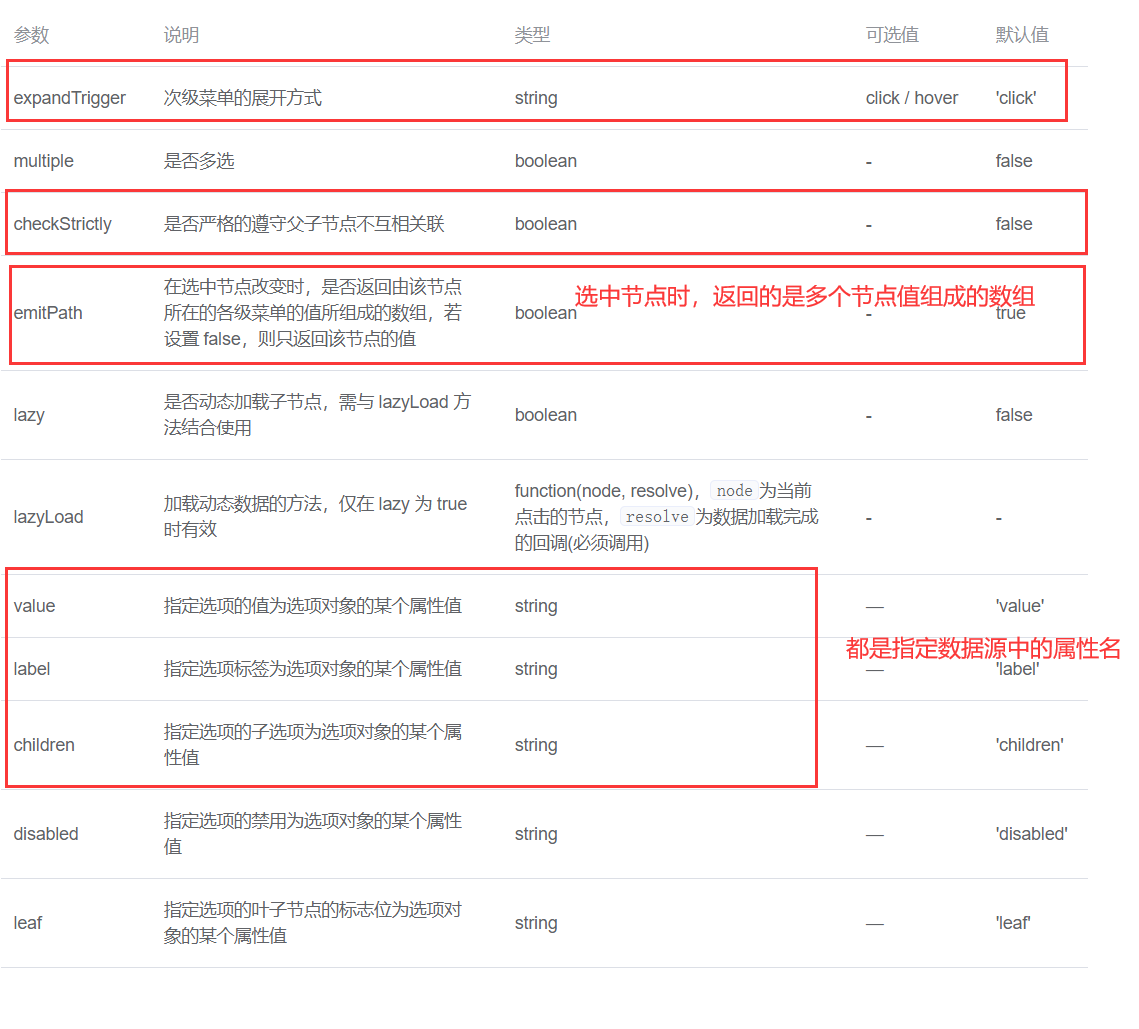 参数 说明 类型 可选值 默认值
expandTrigger 次级菜单的展开方式 string click / hover 'click'
multiple 是否多选 boolean - false
checkStrictly 是否严格的遵守父子节点不互相关联 boolean - false
在选中节点改变时，是否返回由该节点
选中节点时，返回的是多个节点值组成的数组
emitPath 所在的各级菜单的值所组成的数组，若 boolean - true
设置 false，则只返回该节点的值
是否动态加载子节点，需与 lazyLoad 方
lazy boolean - false
法结合使用
function(node, resolve)，node 为当前
加载动态数据的方法，仅在 lazy 为 true
lazyLoad 点击的节点，resolve 为数据加载完成 - -
时有效
的回调(必须调用)
value 指定选项的值为选项对象的某个属性值 string — 'value'
都是指定数据源中的属性名
label 指定选项标签为选项对象的某个属性值 string — 'label'
指定选项的子选项为选项对象的某个属
children string — 'children'
性值
指定选项的禁用为选项对象的某个属性
disabled string — 'disabled'
值
指定选项的叶子节点的标志位为选项对
leaf string — 'leaf'
象的某个属性值